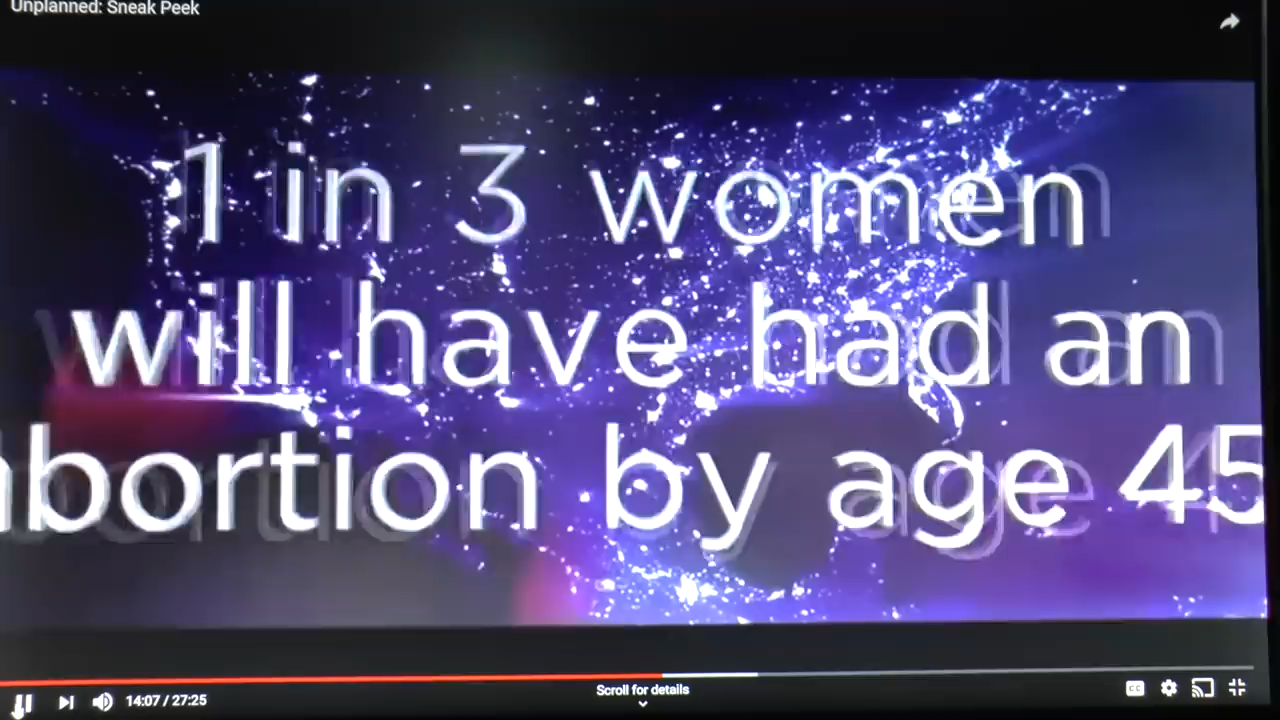 Unplanned: Sneak Peek
1 in 3 women
will have had an
abortion by age 45
14:07 / 27:25
Scroll for details
CC